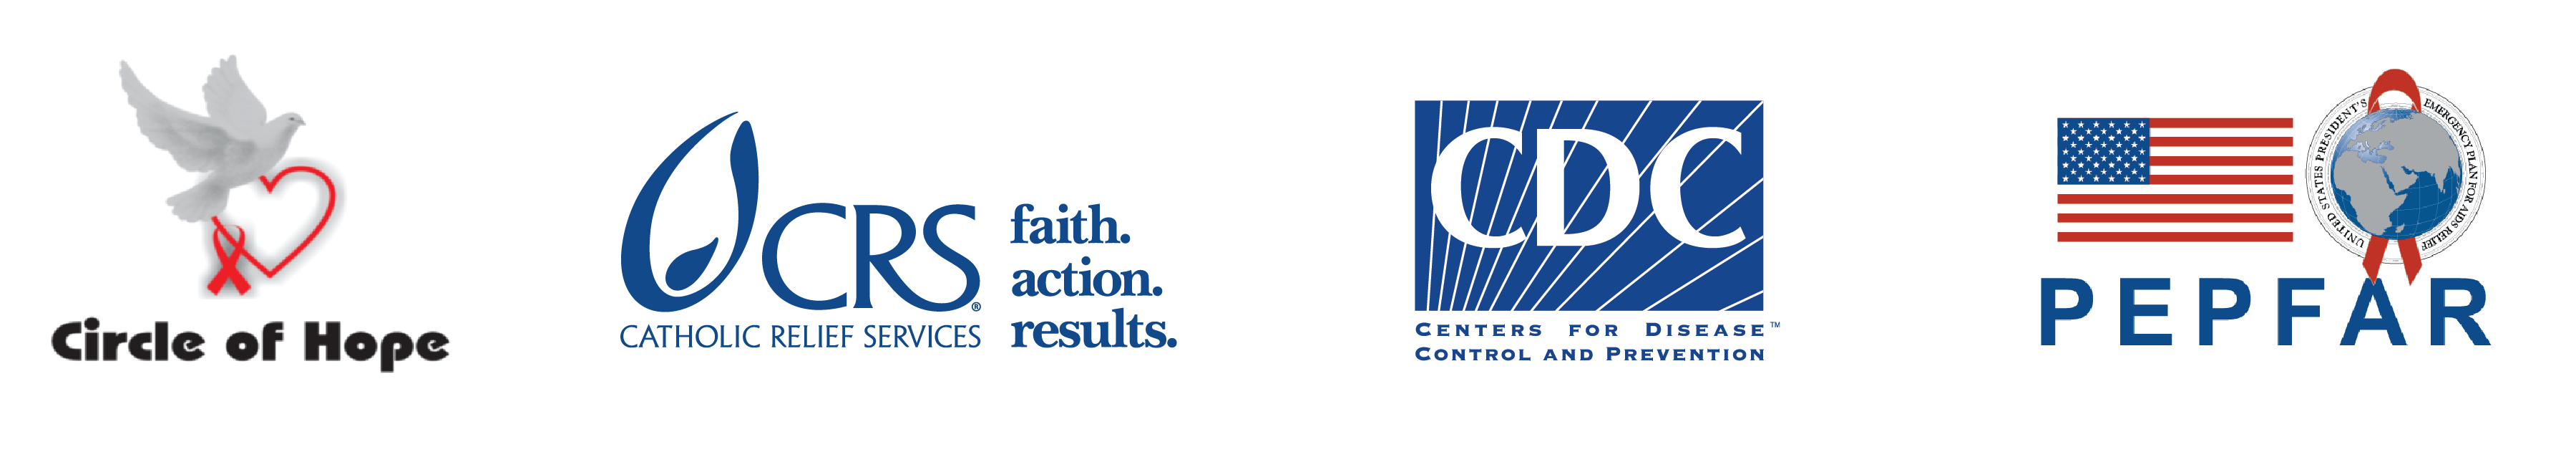 Circle of Hope
CRS®
CATHOLIC RELIEF SERVICES
faith.
action.
results.
CDC
CENTERS FOR DISEASE™
CONTROL AND PREVENTION
UNITED STATES PRESIDENT'S EMERGENCY PLAN FOR AIDS RELIEF
PEPFAR